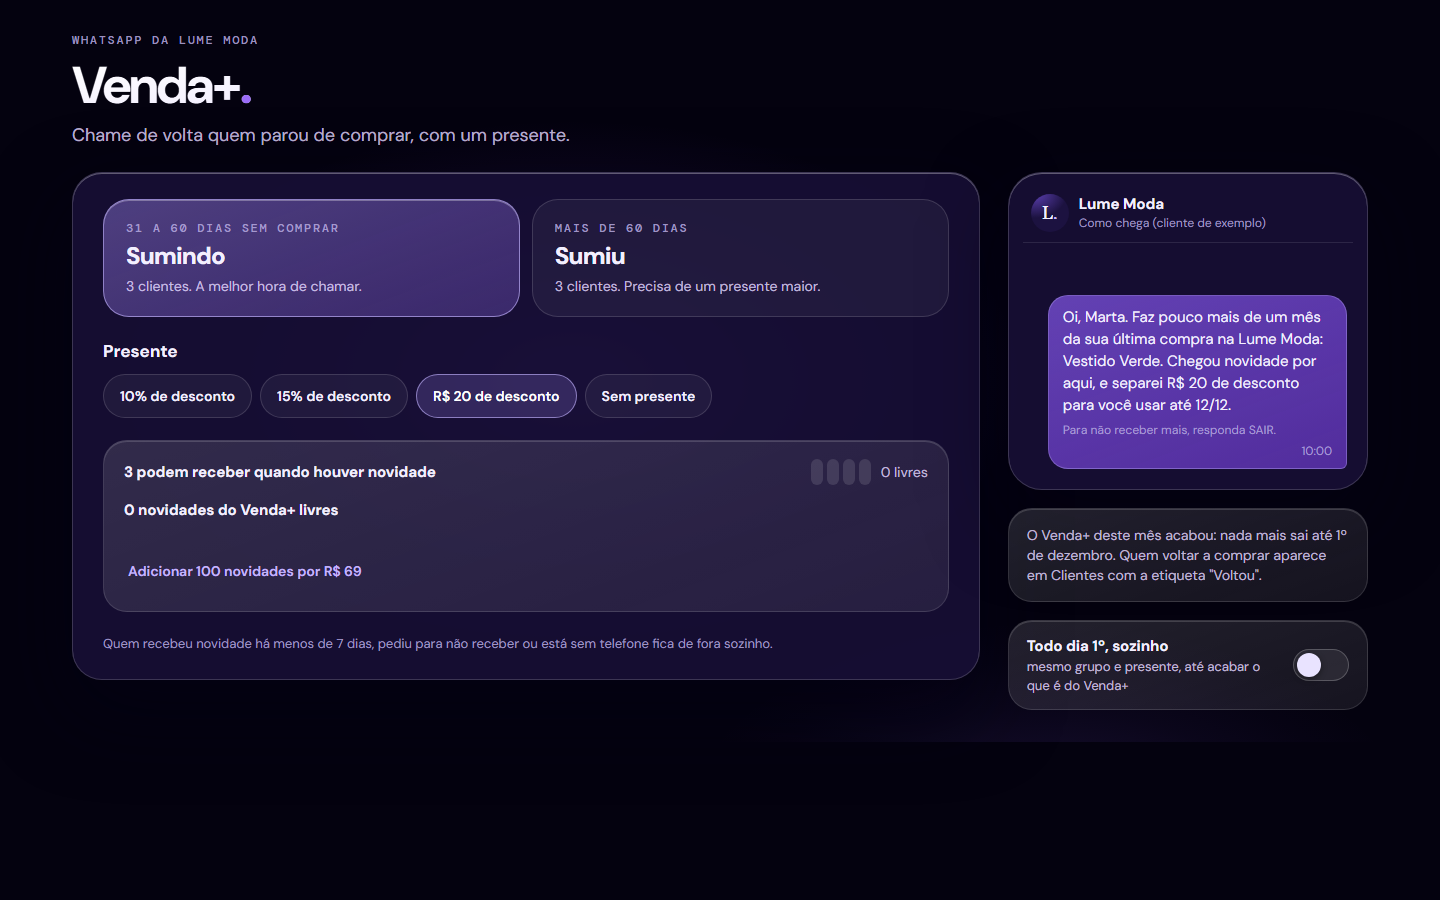 WHATSAPP DA LUME MODA
Venda+.
Chame de volta quem parou de comprar, com um presente.
31 A 60 DIAS SEM COMPRAR
Sumindo
3 clientes. A melhor hora de chamar.
MAIS DE 60 DIAS
Sumiu
3 clientes. Precisa de um presente maior.
Presente
10% de desconto
15% de desconto
R$ 20 de desconto
Sem presente
3 podem receber quando houver novidade
0 livres
0 novidades do Venda+ livres
Adicionar 100 novidades por R$ 69
Quem recebeu novidade há menos de 7 dias, pediu para não receber ou está sem telefone fica de fora sozinho.
L.
Lume Moda
Como chega (cliente de exemplo)
Oi, Marta. Faz pouco mais de um mês
da sua última compra na Lume Moda:
Vestido Verde. Chegou novidade por
aqui, e separei R$ 20 de desconto
para você usar até 12/12.
Para não receber mais, responda SAIR.
10:00
O Venda+ deste mês acabou: nada mais sai até 1º
de dezembro. Quem voltar a comprar aparece
em Clientes com a etiqueta "Voltou".
Todo dia 1º, sozinho
mesmo grupo e presente, até acabar o
que é do Venda+